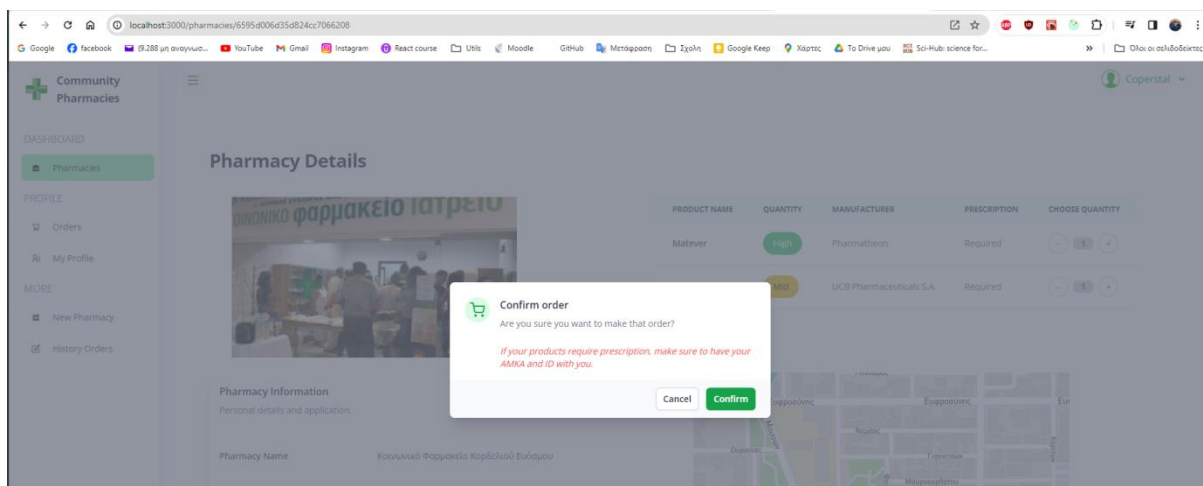 localhost:3000/pharmacies/6595d006d35d824cc7066208
Google facebook (9.288 μη αναγνωσ... YouTube Gmail Instagram React course Utils Moodle GitHub Μετάφραση Σχολή Google Keep Χάρτες Το Drive μου Sci-Hub: science for... » Όλοι οι σελιδοδείκτες
Community
Pharmacies
Coperstal
DASHBOARD
Pharmacies
PROFILE
Orders
My Profile
MORE
New Pharmacy
History Orders
Pharmacy Details
φαρμακείο ιατρείο
PRODUCT NAME QUANTITY MANUFACTURER PRESCRIPTION CHOOSE QUANTITY
Matever High Pharmatheon Required - 1 +
Mid UCB Pharmaceuticals S.A Required - 1 +
Confirm order
Are you sure you want to make that order?
If your products require prescription, make sure to have your
AMKA and ID with you.
Cancel Confirm
Pharmacy Information
Personal details and application.
Pharmacy Name Κοινωνικό Φαρμακείο Κορδελιού Ευόσμου
Ευφροσύνης
Νεμέας